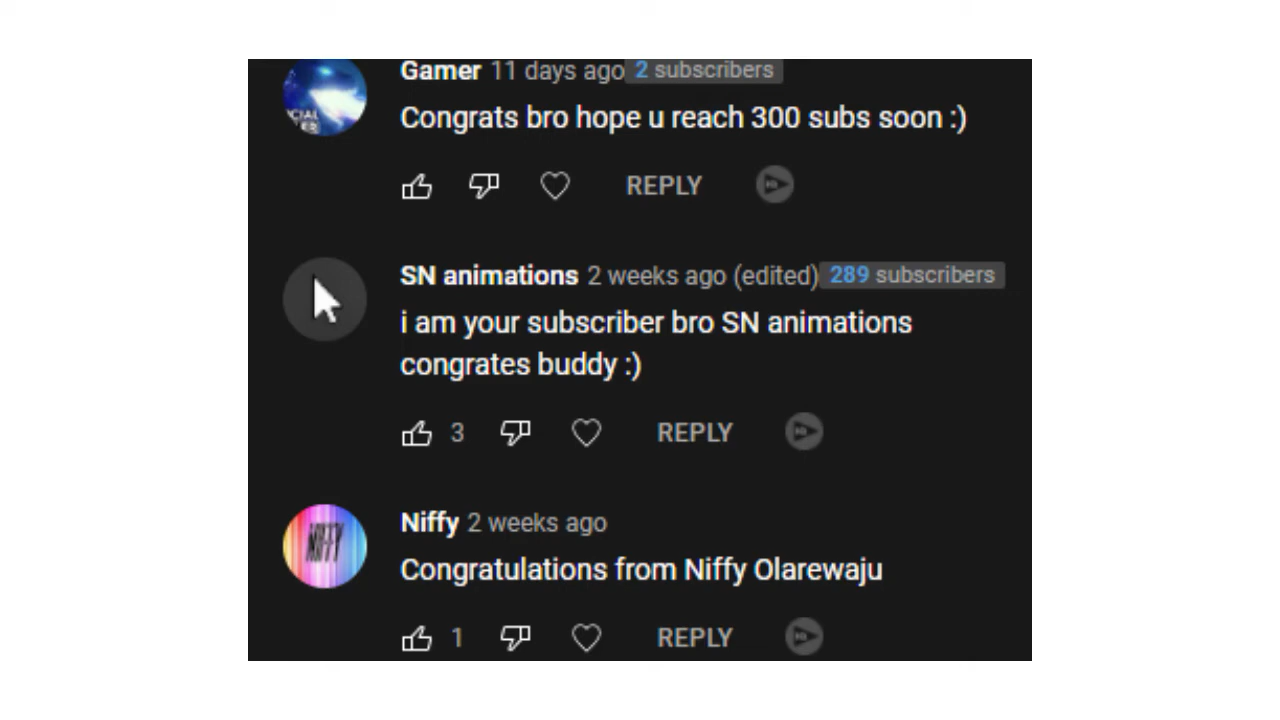 Gamer 11 days ago 2 subscribers
Congrats bro hope u reach 300 subs soon :)
REPLY
SN animations 2 weeks ago (edited) 289 subscribers
i am your subscriber bro SN animations
congrates buddy :)
3 REPLY
NIFFY
Niffy 2 weeks ago
Congratulations from Niffy Olarewaju
1 REPLY